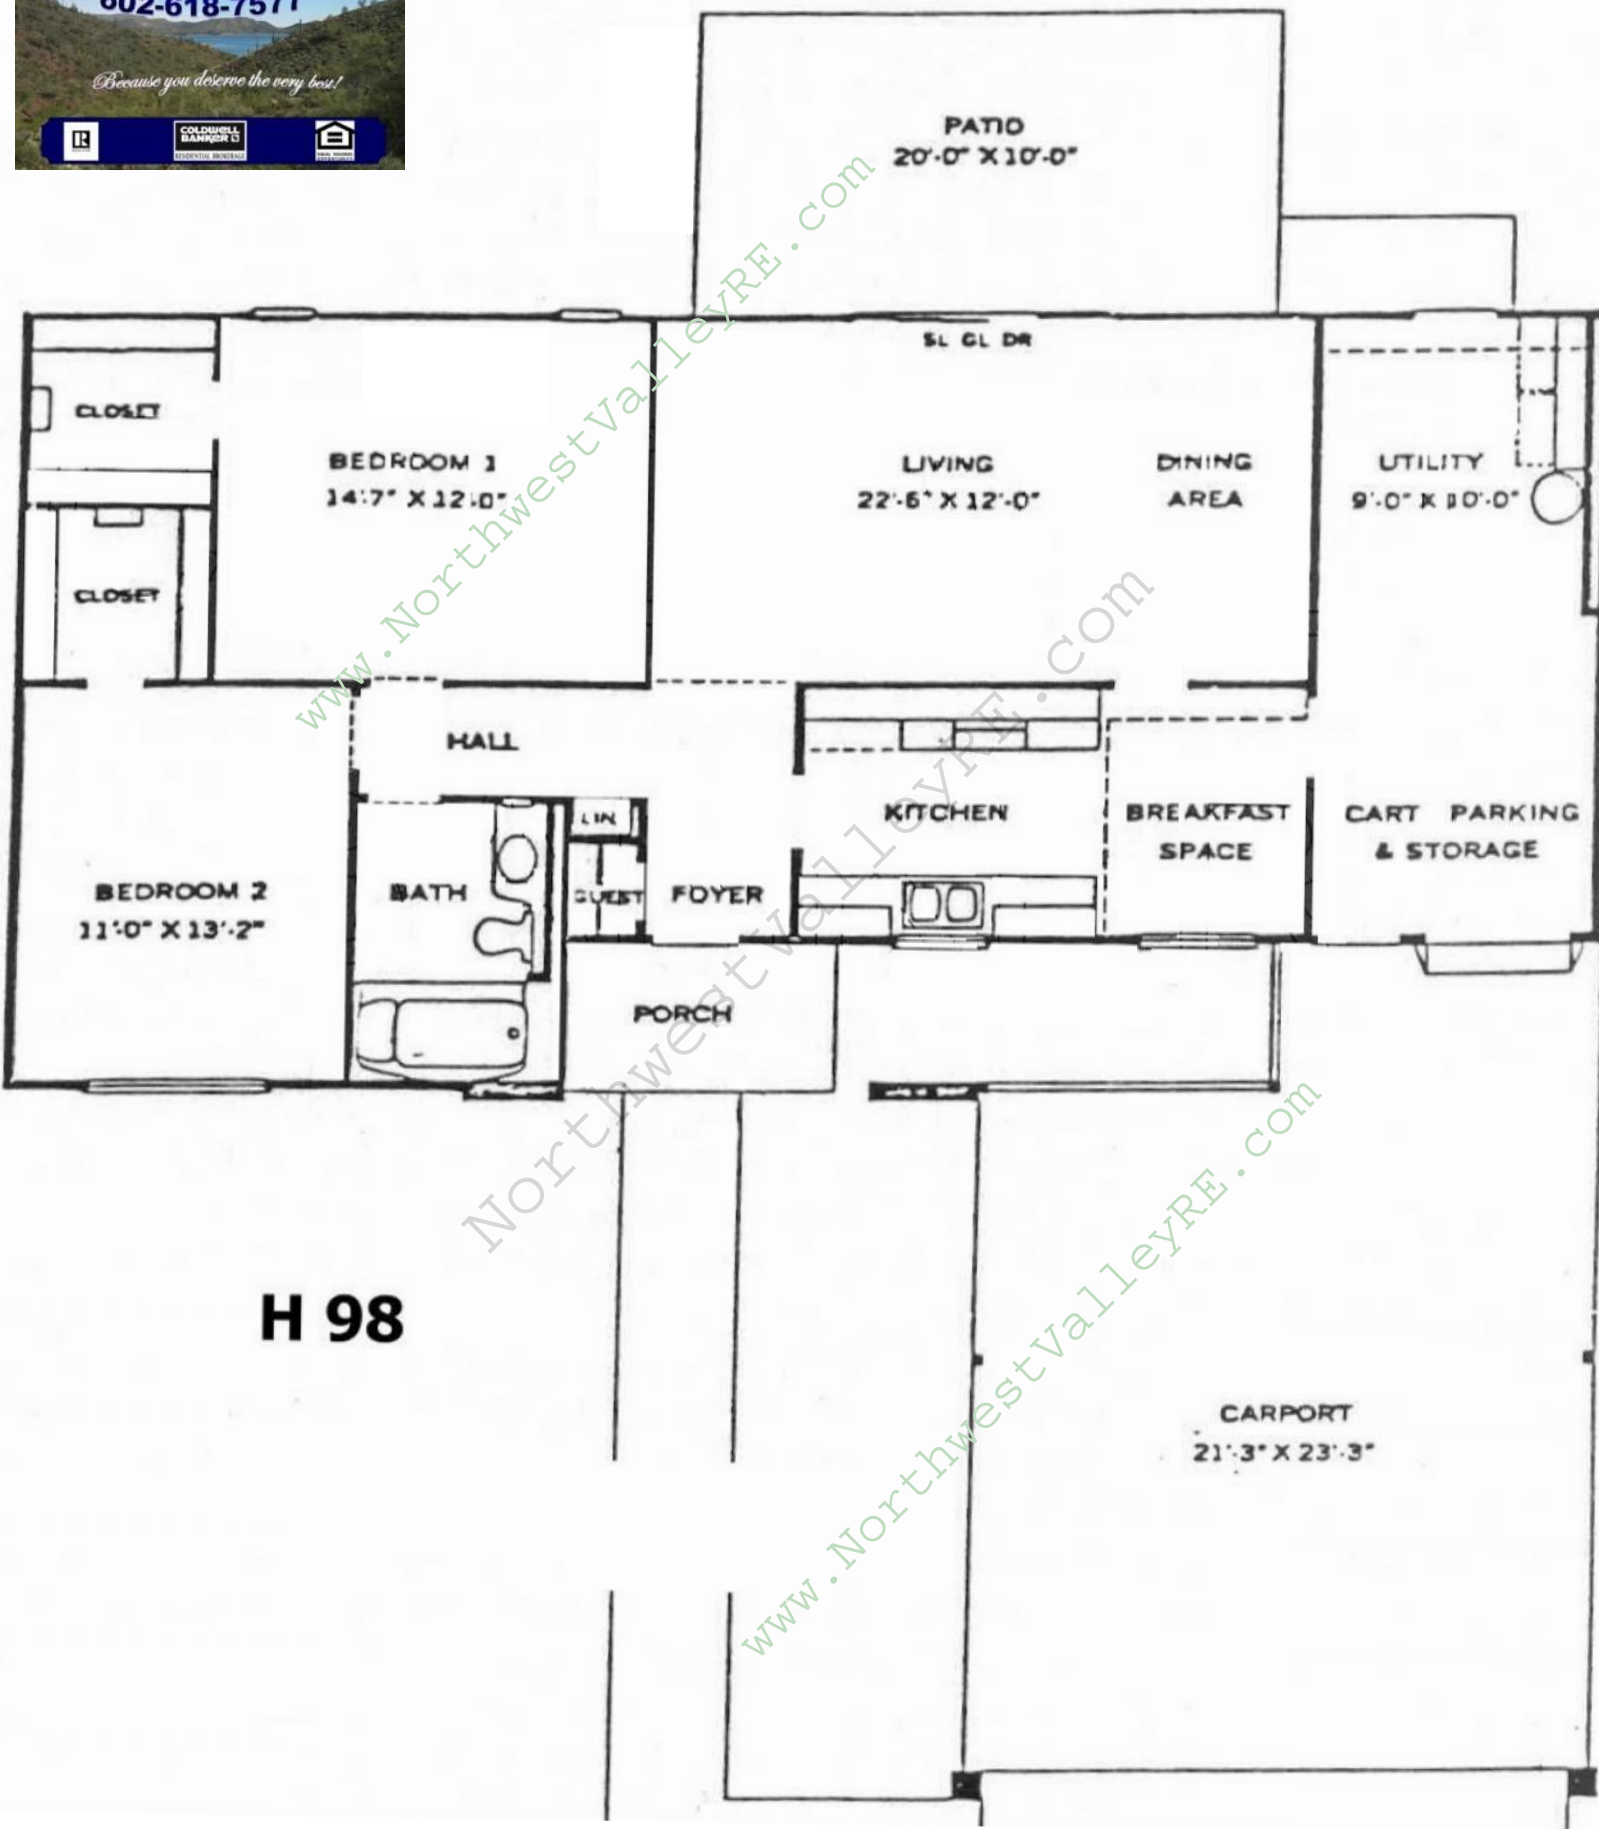 602-618-7577
Because you deserve the very best!
COLDWELL
BANKER
RESIDENTIAL BROKERAGE
PATIO
20'-0" X 10'-0"
SL GL DR
CLOSET
BEDROOM 1
14'-7" X 12'-0"
LIVING
22'-6" X 12'-0"
DINING
AREA
UTILITY
9'-0" X 10'-0"
CLOSET
HALL
KITCHEN
BREAKFAST
SPACE
CART PARKING
& STORAGE
LIN.
BEDROOM 2
11'-0" X 13'-2"
BATH
GUEST
FOYER
PORCH
H 98
CARPORT
21'-3" X 23'-3"
www.NorthwestValleyRE.com
NorthwestValleyRE.com
www.NorthwestValleyRE.com